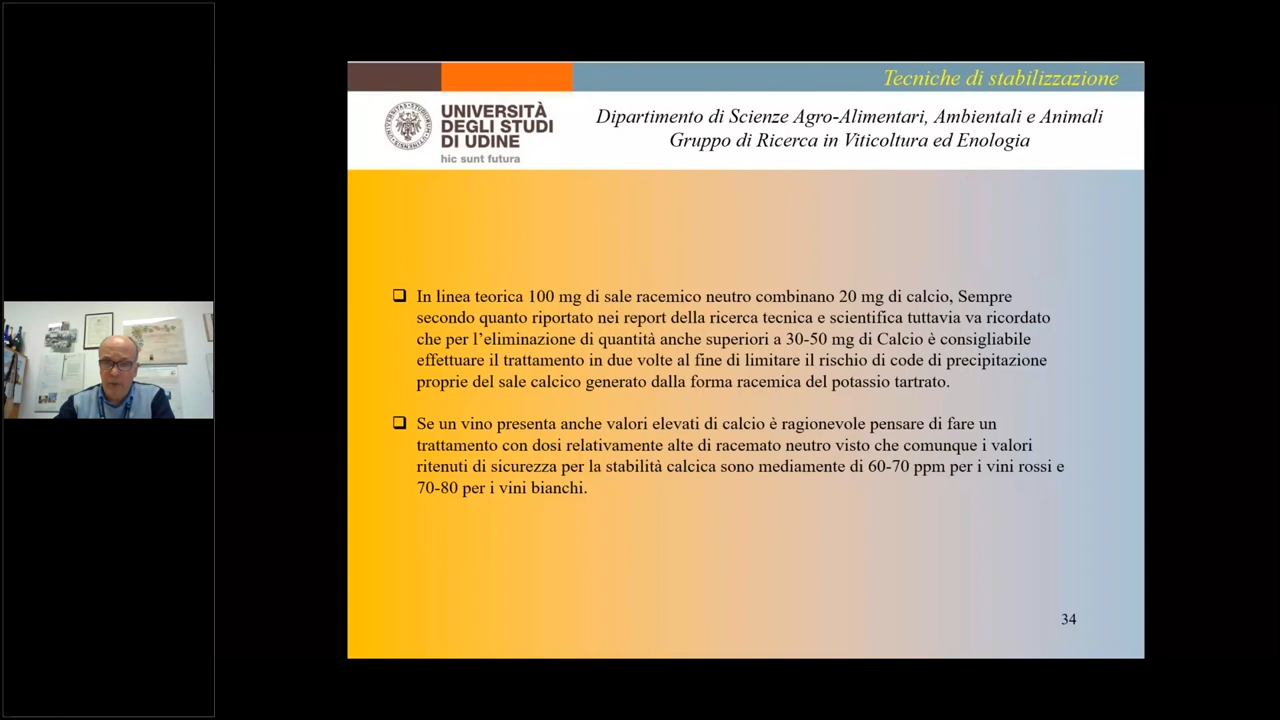 Tecniche di stabilizzazione
UNIVERSITÀ
DEGLI STUDI
DI UDINE
hic sunt futura
Dipartimento di Scienze Agro-Alimentari, Ambientali e Animali
Gruppo di Ricerca in Viticoltura ed Enologia
In linea teorica 100 mg di sale racemico neutro combinano 20 mg di calcio, Sempre
secondo quanto riportato nei report della ricerca tecnica e scientifica tuttavia va ricordato
che per l’eliminazione di quantità anche superiori a 30-50 mg di Calcio è consigliabile
effettuare il trattamento in due volte al fine di limitare il rischio di code di precipitazione
proprie del sale calcico generato dalla forma racemica del potassio tartrato.
Se un vino presenta anche valori elevati di calcio è ragionevole pensare di fare un
trattamento con dosi relativamente alte di racemato neutro visto che comunque i valori
ritenuti di sicurezza per la stabilità calcica sono mediamente di 60-70 ppm per i vini rossi e
70-80 per i vini bianchi.
34